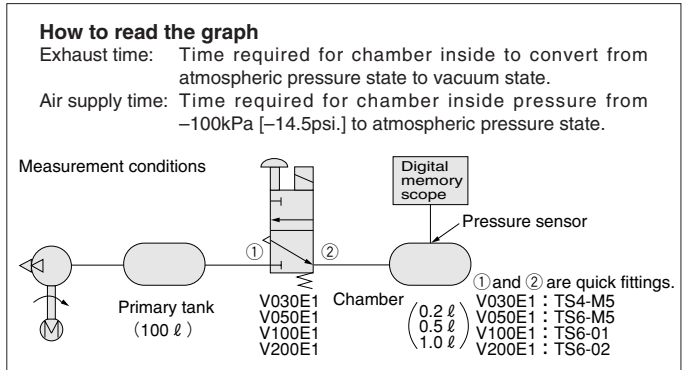 How to read the graph
Exhaust time: Time required for chamber inside to convert from
atmospheric pressure state to vacuum state.
Air supply time: Time required for chamber inside pressure from
–100kPa [–14.5psi.] to atmospheric pressure state.
Measurement conditions
Digital
memory
scope
Pressure sensor
① ②
①and ② are quick fittings.
Primary tank
(100 ℓ)
V030E1
V050E1
V100E1
V200E1
Chamber
0.2 ℓ
0.5 ℓ
1.0 ℓ
V030E1 : TS4-M5
V050E1 : TS6-M5
V100E1 : TS6-01
V200E1 : TS6-02